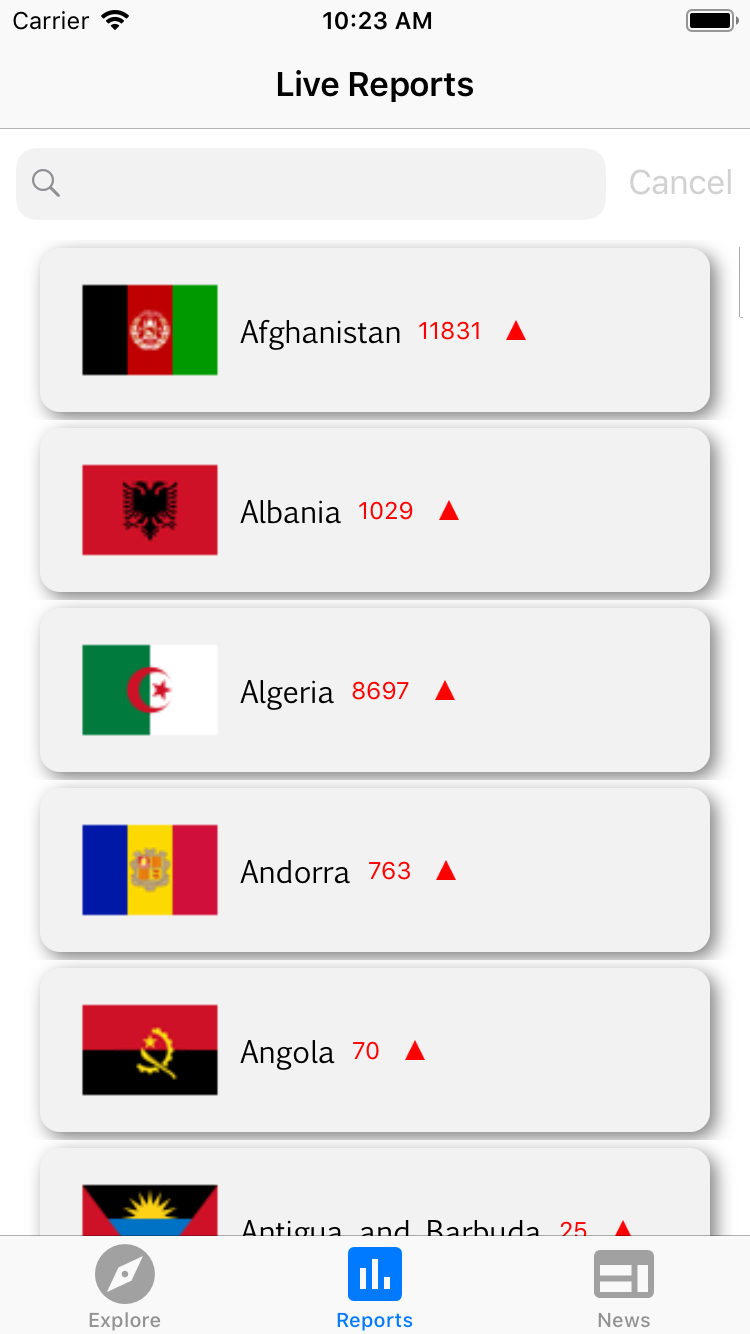 Carrier 10:23 AM
Live Reports
Cancel
Afghanistan 11831 ▲
Albania 1029 ▲
Algeria 8697 ▲
Andorra 763 ▲
Angola 70 ▲
Antigua and Barbuda 25 ▲
Explore Reports News